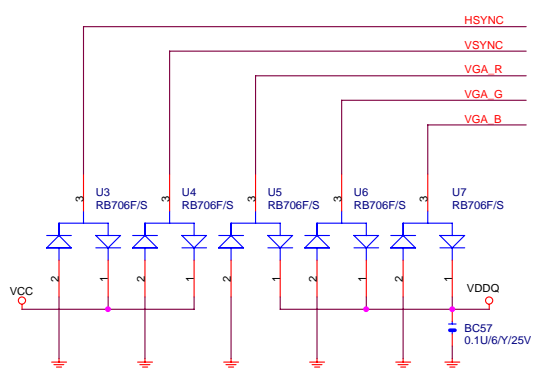 HSYNC
VSYNC
VGA_R
VGA_G
VGA_B
3
3
3
3
3
U3
RB706F/S
U4
RB706F/S
U5
RB706F/S
U6
RB706F/S
U7
RB706F/S
2
1
2
1
2
1
2
1
2
1
VCC
VDDQ
BC57
0.1U/6/Y/25V